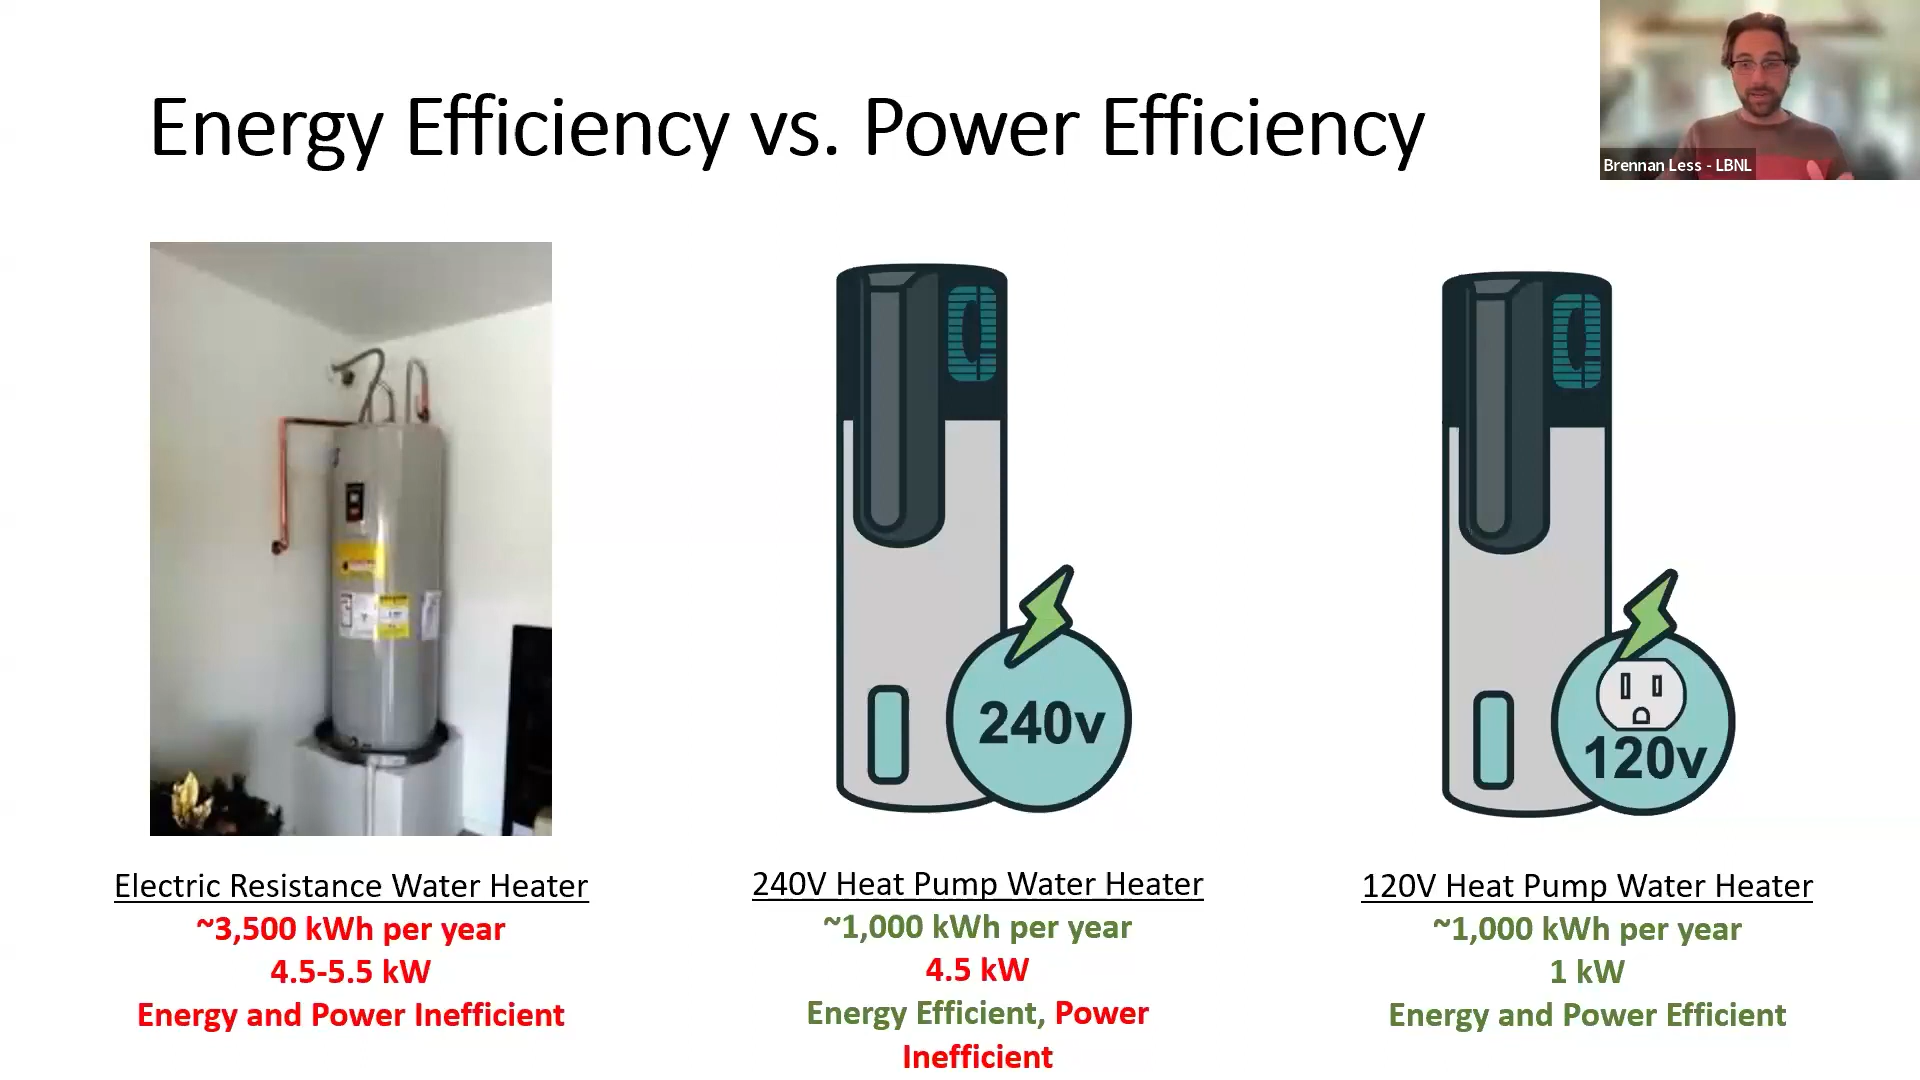 Energy Efficiency vs. Power Efficiency
Brennan Less - LBNL
240v
120v
Electric Resistance Water Heater
~3,500 kWh per year
4.5-5.5 kW
Energy and Power Inefficient
240V Heat Pump Water Heater
~1,000 kWh per year
4.5 kW
Energy Efficient, Power
Inefficient
120V Heat Pump Water Heater
~1,000 kWh per year
1 kW
Energy and Power Efficient